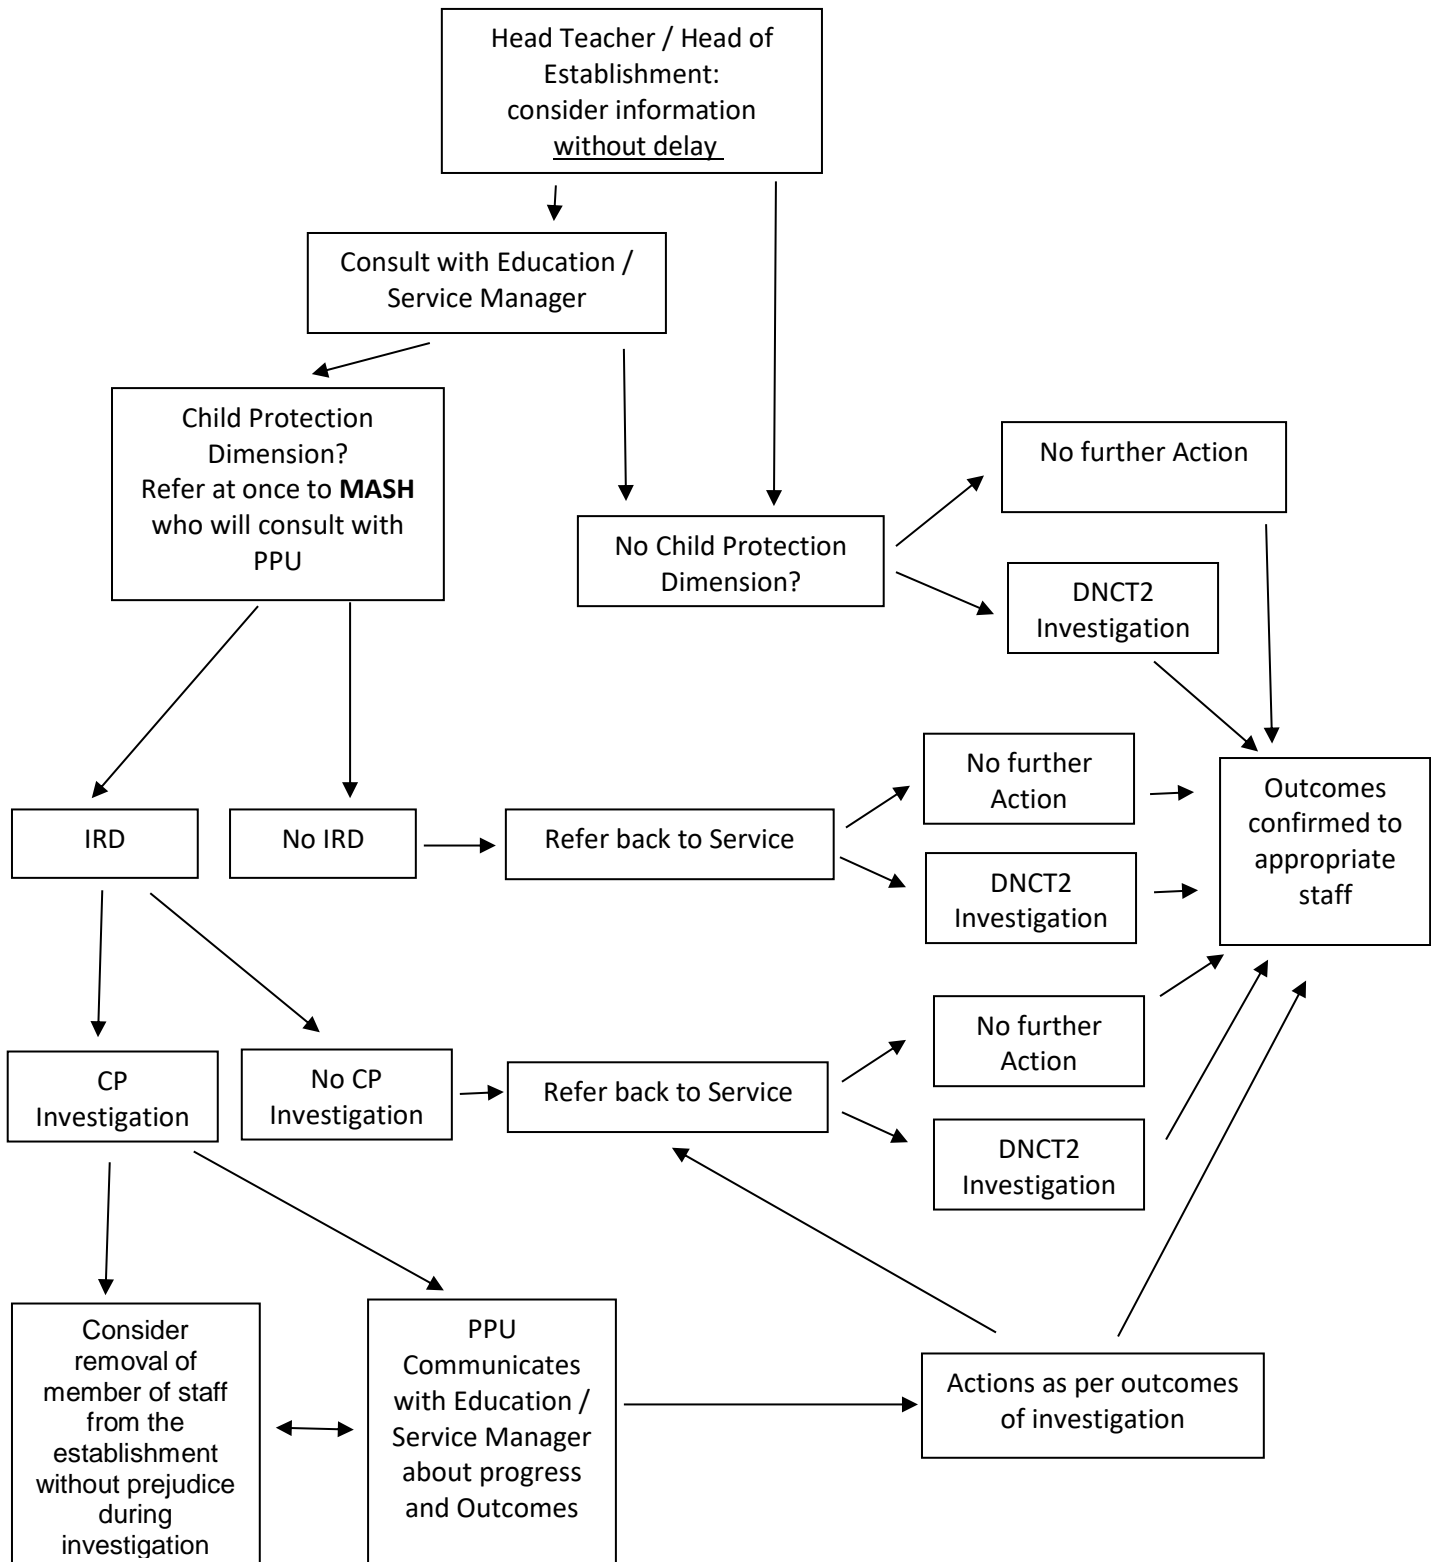 Head Teacher / Head of
Establishment:
consider information
without delay
Consult with Education /
Service Manager
Child Protection
Dimension?
Refer at once to MASH
who will consult with
PPU
No Child Protection
Dimension?
No further Action
DNCT2
Investigation
IRD
No IRD
Refer back to Service
No further
Action
DNCT2
Investigation
Outcomes
confirmed to
appropriate
staff
CP
Investigation
No CP
Investigation
Refer back to Service
No further
Action
DNCT2
Investigation
Consider
removal of
member of staff
from the
establishment
without prejudice
during
investigation
PPU
Communicates
with Education /
Service Manager
about progress
and Outcomes
Actions as per outcomes
of investigation